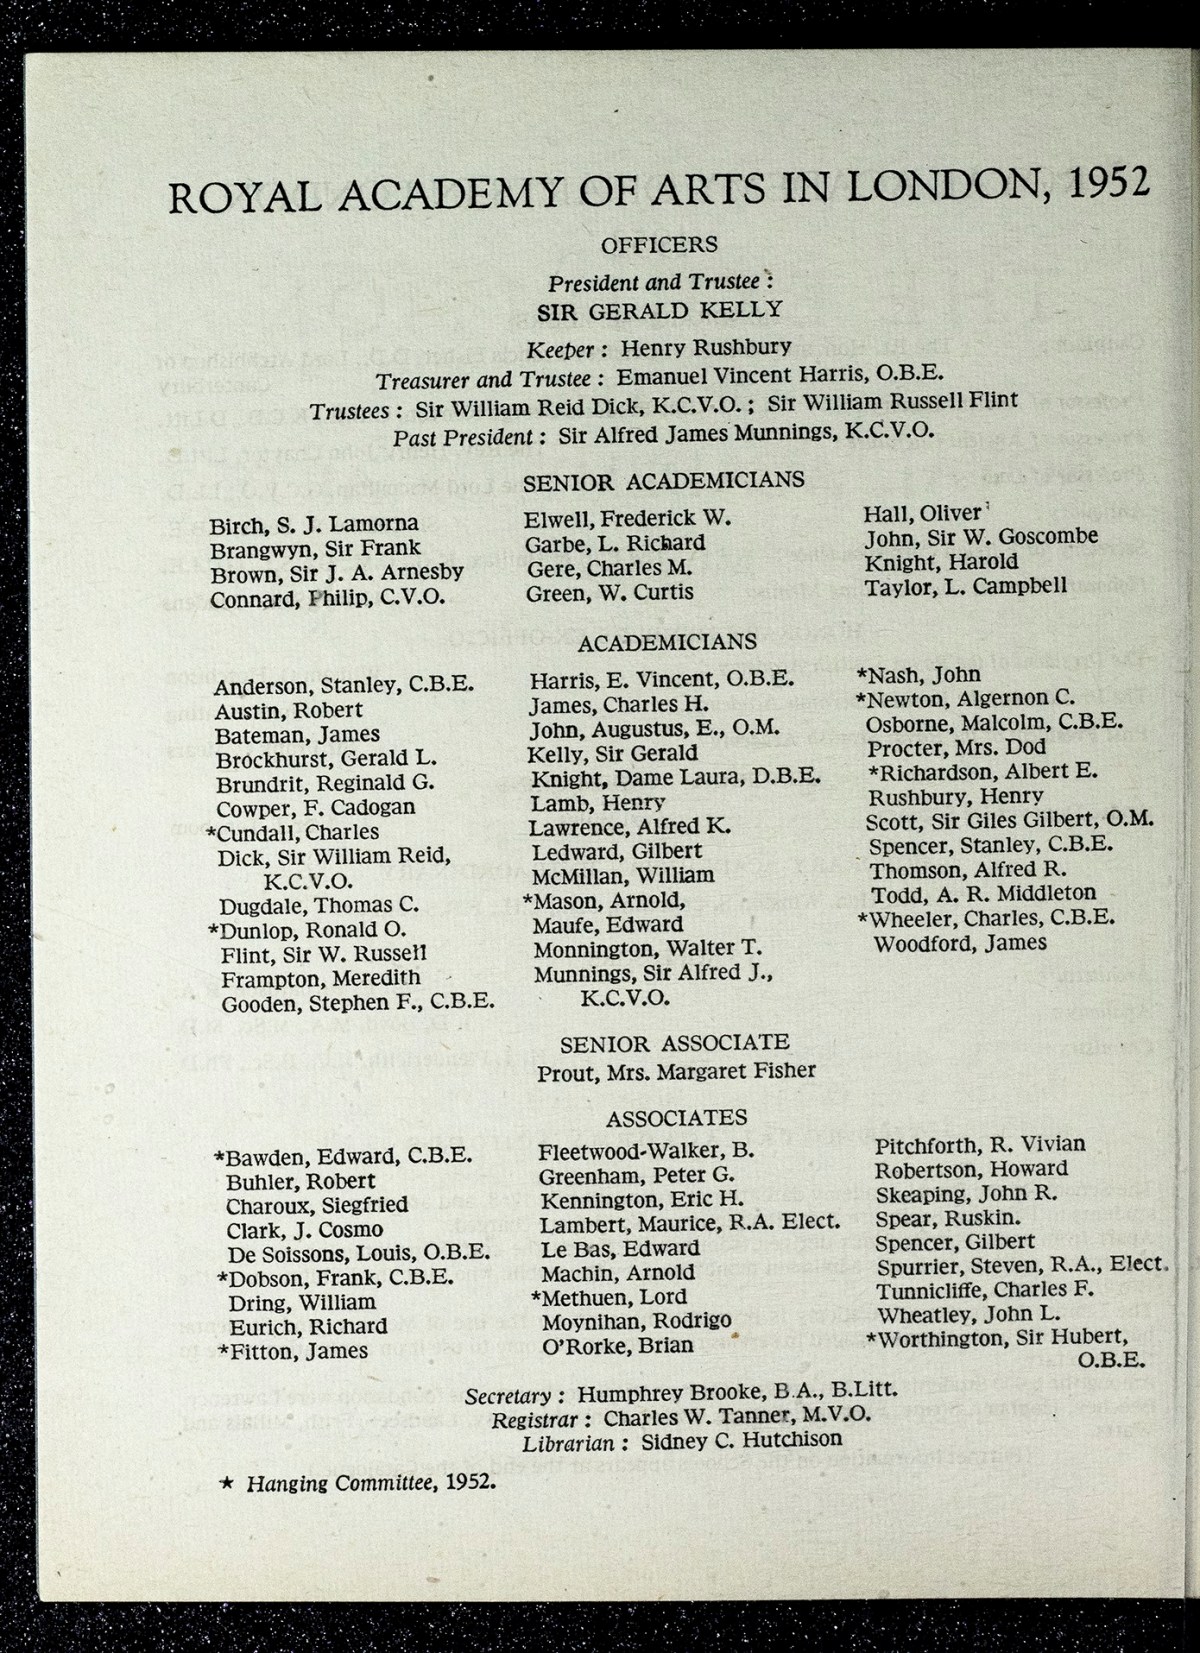 ROYAL ACADEMY OF ARTS IN LONDON, 1952
OFFICERS
President and Trustee :
SIR GERALD KELLY
Keeper : Henry Rushbury
Treasurer and Trustee : Emanuel Vincent Harris, O.B.E.
Trustees : Sir William Reid Dick, K.C.V.O. ; Sir William Russell Flint
Past President : Sir Alfred James Munnings, K.C.V.O.
SENIOR ACADEMICIANS
Birch, S. J. Lamorna
Brangwyn, Sir Frank
Brown, Sir J. A. Arnesby
Connard, Philip, C.V.O.
Elwell, Frederick W.
Garbe, L. Richard
Gere, Charles M.
Green, W. Curtis
Hall, Oliver
John, Sir W. Goscombe
Knight, Harold
Taylor, L. Campbell
ACADEMICIANS
Anderson, Stanley, C.B.E.
Austin, Robert
Bateman, James
Brockhurst, Gerald L.
Brundrit, Reginald G.
Cowper, F. Cadogan
*Cundall, Charles
Dick, Sir William Reid,
K.C.V.O.
Dugdale, Thomas C.
*Dunlop, Ronald O.
Flint, Sir W. Russell
Frampton, Meredith
Gooden, Stephen F., C.B.E.
Harris, E. Vincent, O.B.E.
James, Charles H.
John, Augustus, E., O.M.
Kelly, Sir Gerald
Knight, Dame Laura, D.B.E.
Lamb, Henry
Lawrence, Alfred K.
Ledward, Gilbert
McMillan, William
*Mason, Arnold,
Maufe, Edward
Monnington, Walter T.
Munnings, Sir Alfred J.,
K.C.V.O.
*Nash, John
*Newton, Algernon C.
Osborne, Malcolm, C.B.E.
Procter, Mrs. Dod
*Richardson, Albert E.
Rushbury, Henry
Scott, Sir Giles Gilbert, O.M.
Spencer, Stanley, C.B.E.
Thomson, Alfred R.
Todd, A. R. Middleton
*Wheeler, Charles, C.B.E.
Woodford, James
SENIOR ASSOCIATE
Prout, Mrs. Margaret Fisher
ASSOCIATES
*Bawden, Edward, C.B.E.
Buhler, Robert
Charoux, Siegfried
Clark, J. Cosmo
De Soissons, Louis, O.B.E.
*Dobson, Frank, C.B.E.
Dring, William
Eurich, Richard
*Fitton, James
Fleetwood-Walker, B.
Greenham, Peter G.
Kennington, Eric H.
Lambert, Maurice, R.A. Elect.
Le Bas, Edward
Machin, Arnold
*Methuen, Lord
Moynihan, Rodrigo
O'Rorke, Brian
Pitchforth, R. Vivian
Robertson, Howard
Skeaping, John R.
Spear, Ruskin.
Spencer, Gilbert
Spurrier, Steven, R.A., Elect.
Tunnicliffe, Charles F.
Wheatley, John L.
*Worthington, Sir Hubert,
O.B.E.
Secretary : Humphrey Brooke, B.A., B.Litt.
Registrar : Charles W. Tanner, M.V.O.
Librarian : Sidney C. Hutchison
★ Hanging Committee, 1952.